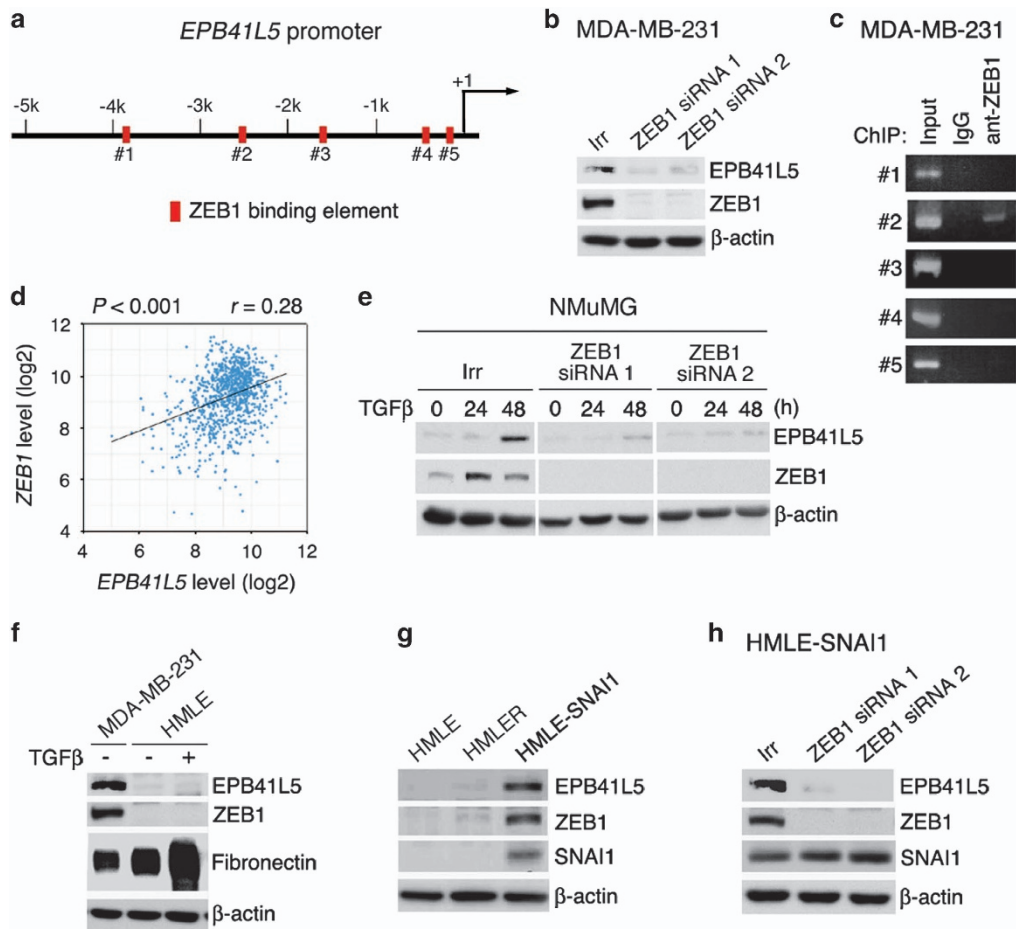 a
EPB41L5 promoter
+1
-5k -4k -3k -2k -1k
#1 #2 #3 #4 #5
ZEB1 binding element
b MDA-MB-231
Irr ZEB1 siRNA 1 ZEB1 siRNA 2
EPB41L5
ZEB1
β-actin
c MDA-MB-231
ChIP: Input IgG ant-ZEB1
#1
#2
#3
#4
#5
d
P < 0.001 r = 0.28
ZEB1 level (log2)
12
10
8
6
4
4 6 8 10 12
EPB41L5 level (log2)
e
NMuMG
Irr ZEB1 siRNA 1 ZEB1 siRNA 2
TGFβ 0 24 48 0 24 48 0 24 48 (h)
EPB41L5
ZEB1
β-actin
f
MDA-MB-231 HMLE
TGFβ - - +
EPB41L5
ZEB1
Fibronectin
β-actin
g
HMLE HMLER HMLE-SNAI1
EPB41L5
ZEB1
SNAI1
β-actin
h HMLE-SNAI1
Irr ZEB1 siRNA 1 ZEB1 siRNA 2
EPB41L5
ZEB1
SNAI1
β-actin